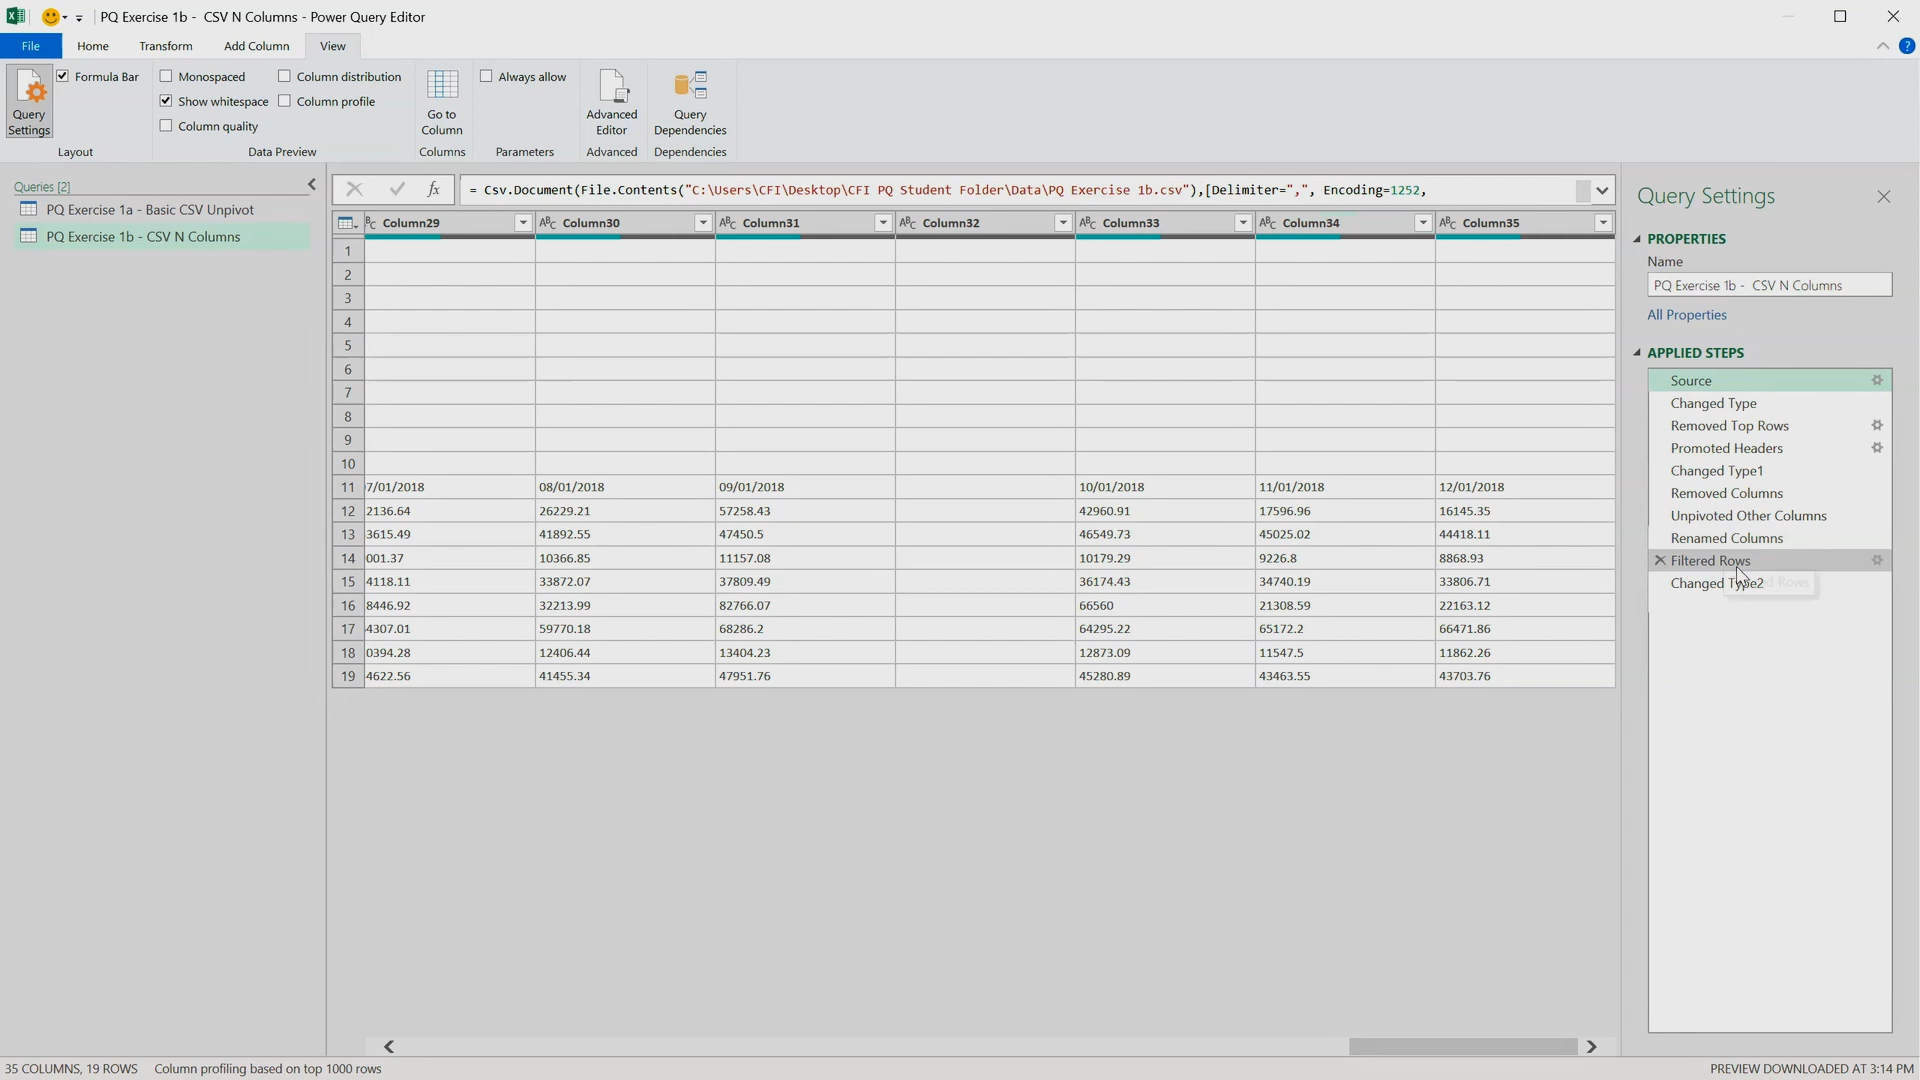 PQ Exercise 1b - CSV N Columns - Power Query Editor
File Home Transform Add Column View
Query Settings
Formula Bar
Layout
Monospaced
Show whitespace
Column quality
Column distribution
Column profile
Data Preview
Go to Column
Columns
Always allow
Parameters
Advanced Editor
Advanced
Query Dependencies
Dependencies
Queries [2]
PQ Exercise 1a - Basic CSV Unpivot
PQ Exercise 1b - CSV N Columns
fx = Csv.Document(File.Contents("C:\Users\CFI\Desktop\CFI PQ Student Folder\Data\PQ Exercise 1b.csv"),[Delimiter=",", Encoding=1252,
Column29 Column30 Column31 Column32 Column33 Column34 Column35
1
2
3
4
5
6
7
8
9
10
11 7/01/2018 08/01/2018 09/01/2018 10/01/2018 11/01/2018 12/01/2018
12 2136.64 26229.21 57258.43 42960.91 17596.96 16145.35
13 3615.49 41892.55 47450.5 46549.73 45025.02 44418.11
14 001.37 10366.85 11157.08 10179.29 9226.8 8868.93
15 4118.11 33872.07 37809.49 36174.43 34740.19 33806.71
16 8446.92 32213.99 82766.07 66560 21308.59 22163.12
17 4307.01 59770.18 68286.2 64295.22 65172.2 66471.86
18 0394.28 12406.44 13404.23 12873.09 11547.5 11862.26
19 4622.56 41455.34 47951.76 45280.89 43463.55 43703.76
Query Settings
PROPERTIES
Name
PQ Exercise 1b - CSV N Columns
All Properties
APPLIED STEPS
Source
Changed Type
Removed Top Rows
Promoted Headers
Changed Type1
Removed Columns
Unpivoted Other Columns
Renamed Columns
Filtered Rows
Changed Type2
35 COLUMNS, 19 ROWS Column profiling based on top 1000 rows
PREVIEW DOWNLOADED AT 3:14 PM